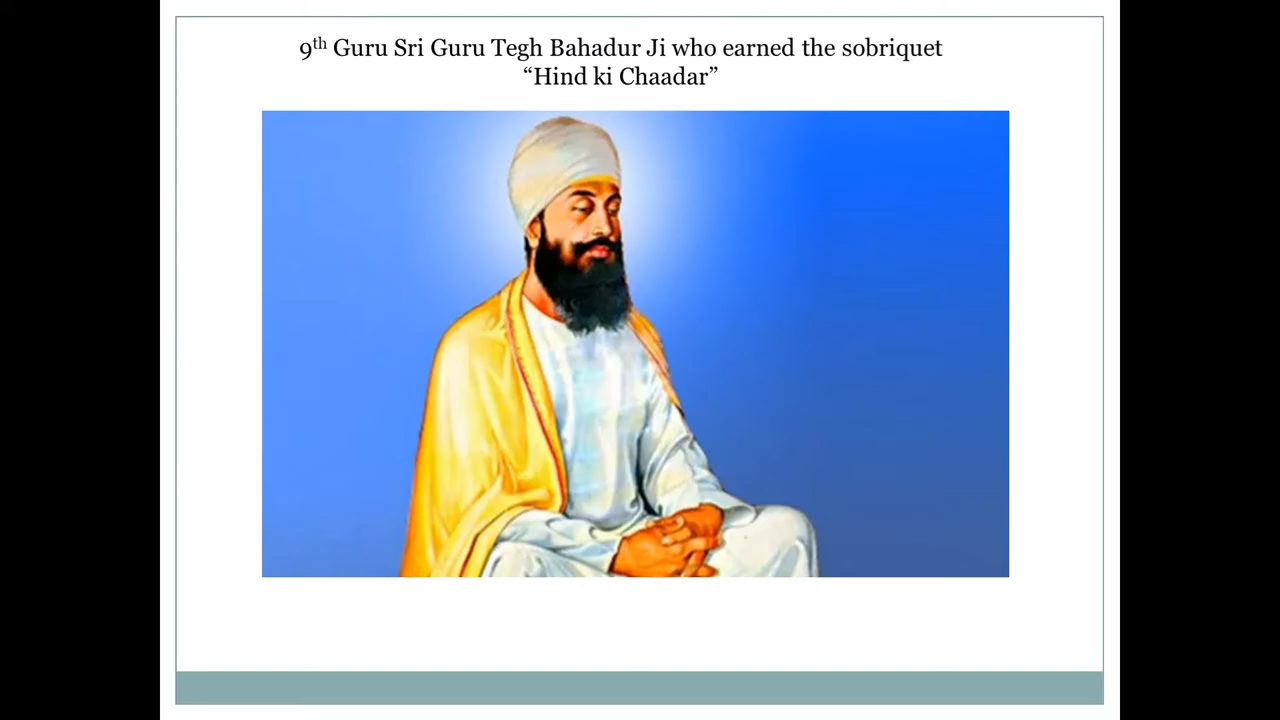 9th Guru Sri Guru Tegh Bahadur Ji who earned the sobriquet
“Hind ki Chaadar”